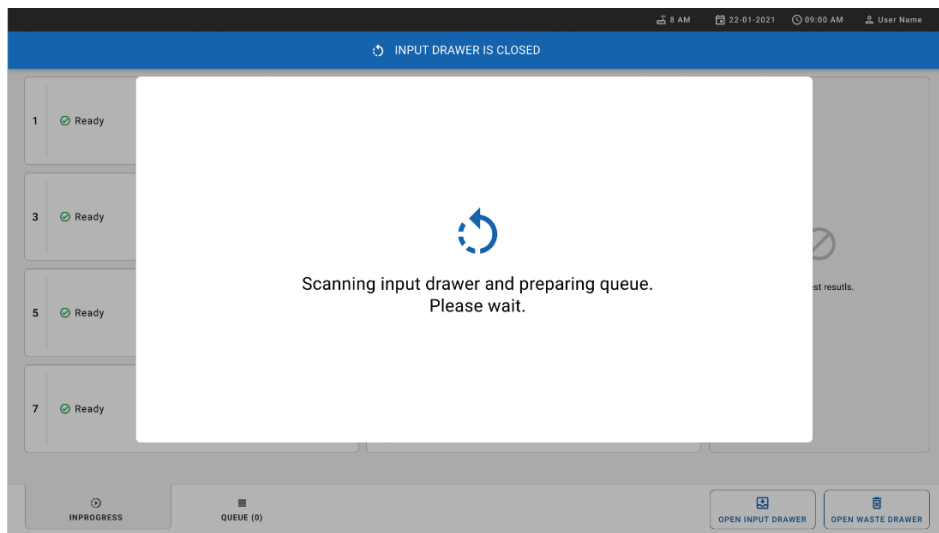 8 AM
22-01-2021
09:00 AM
User Name
INPUT DRAWER IS CLOSED
1
Ready
3
Ready
5
Ready
7
Ready
Scanning input drawer and preparing queue.
Please wait.
resutls.
INPROGRESS
QUEUE (0)
OPEN INPUT DRAWER
OPEN WASTE DRAWER